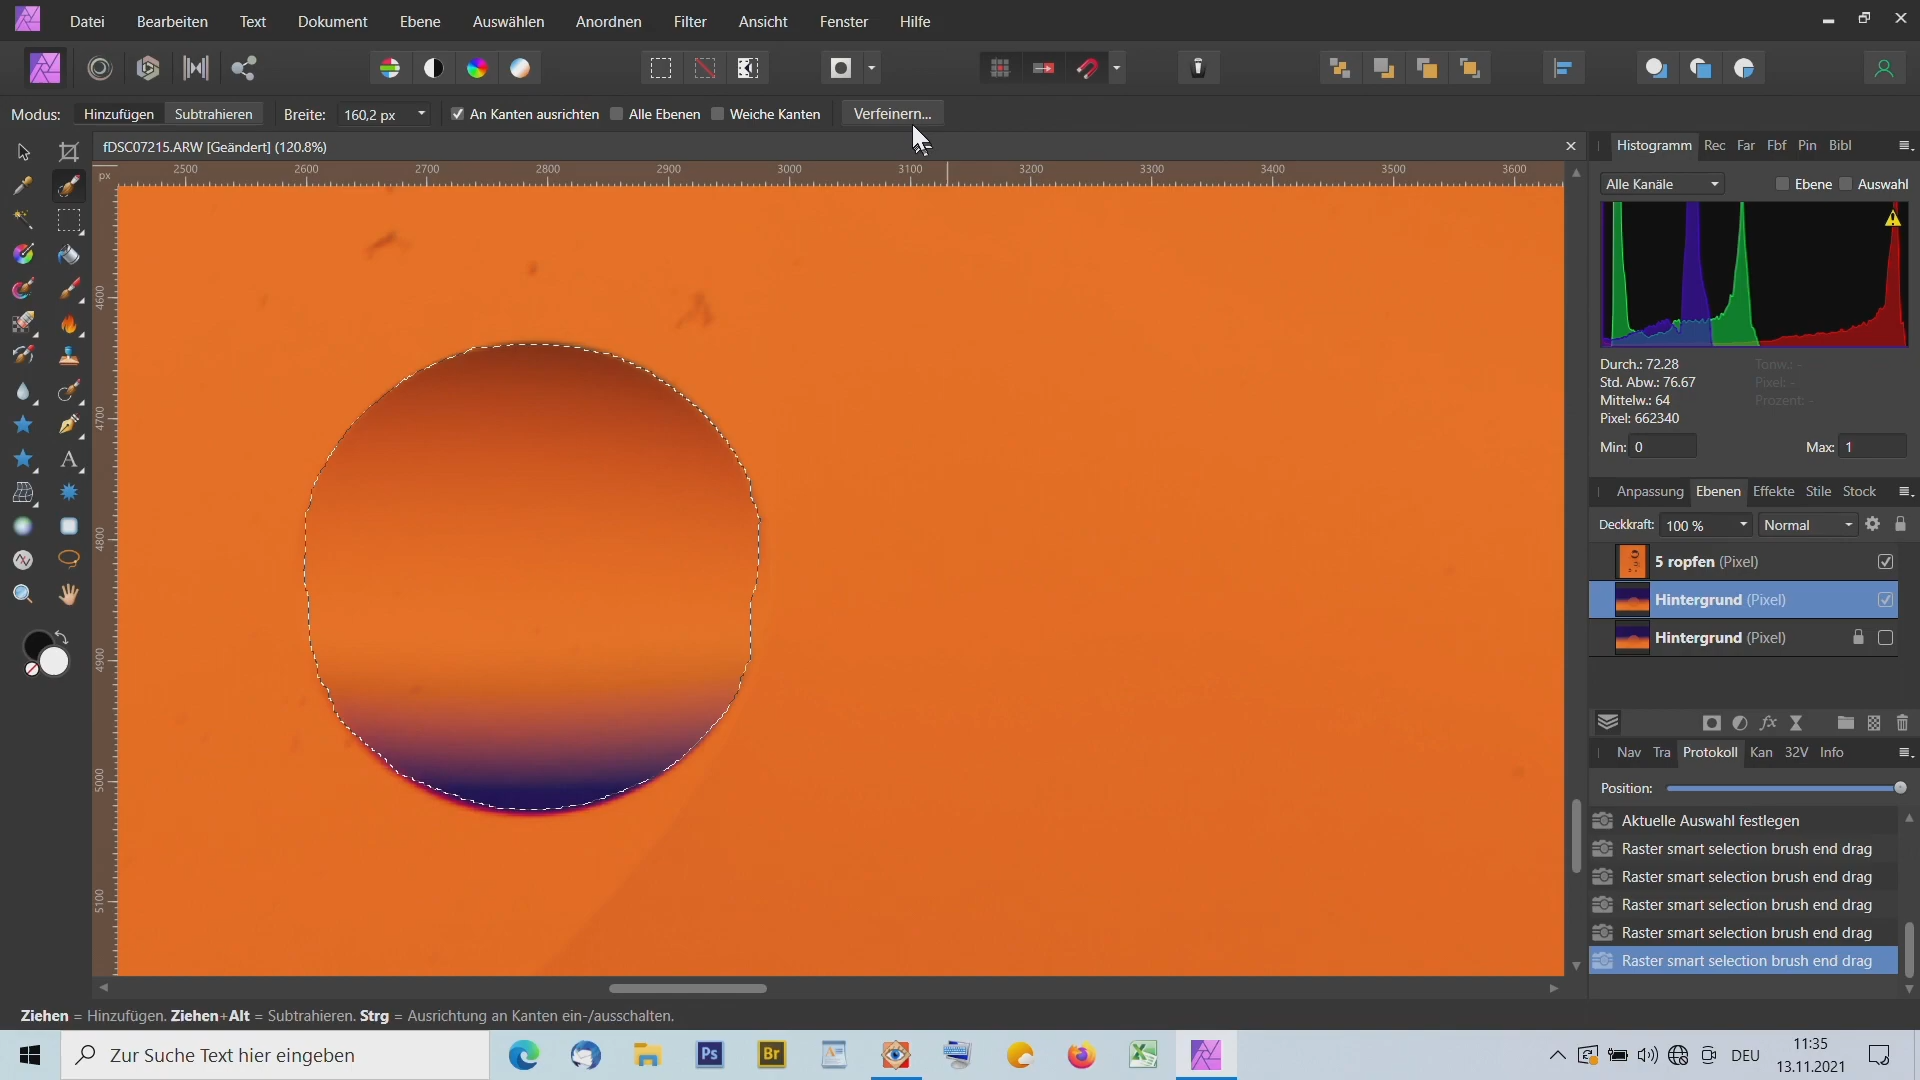 Datei Bearbeiten Text Dokument Ebene Auswählen Anordnen Filter Ansicht Fenster Hilfe
Modus: Hinzufügen Subtrahieren Breite: 160,2 px An Kanten ausrichten Alle Ebenen Weiche Kanten Verfeinern...
fDSC07215.ARW [Geändert] (120.8%)
Histogramm Rec Far Fbf Pin Bibl
px 2500 2600 2700 2800 2900 3000 3100 3200 3300 3400 3500 3600
Alle Kanäle Ebene Auswahl
4600
4700
4800
4900
5000
5100
Durch.: 72.28 Tonw.: -
Std. Abw.: 76.67 Pixel: -
Mittelw.: 64 Prozent: -
Pixel: 662340
Min: 0 Max: 1
Anpassung Ebenen Effekte Stile Stock
Deckkraft: 100 % Normal
5 ropfen (Pixel)
Hintergrund (Pixel)
Hintergrund (Pixel)
Nav Tra Protokoll Kan 32V Info
Position:
Aktuelle Auswahl festlegen
Raster smart selection brush end drag
Raster smart selection brush end drag
Raster smart selection brush end drag
Raster smart selection brush end drag
Raster smart selection brush end drag
Ziehen = Hinzufügen. Ziehen+Alt = Subtrahieren. Strg = Ausrichtung an Kanten ein-/ausschalten.
Zur Suche Text hier eingeben
Ps
Br
DEU
11:35
13.11.2021